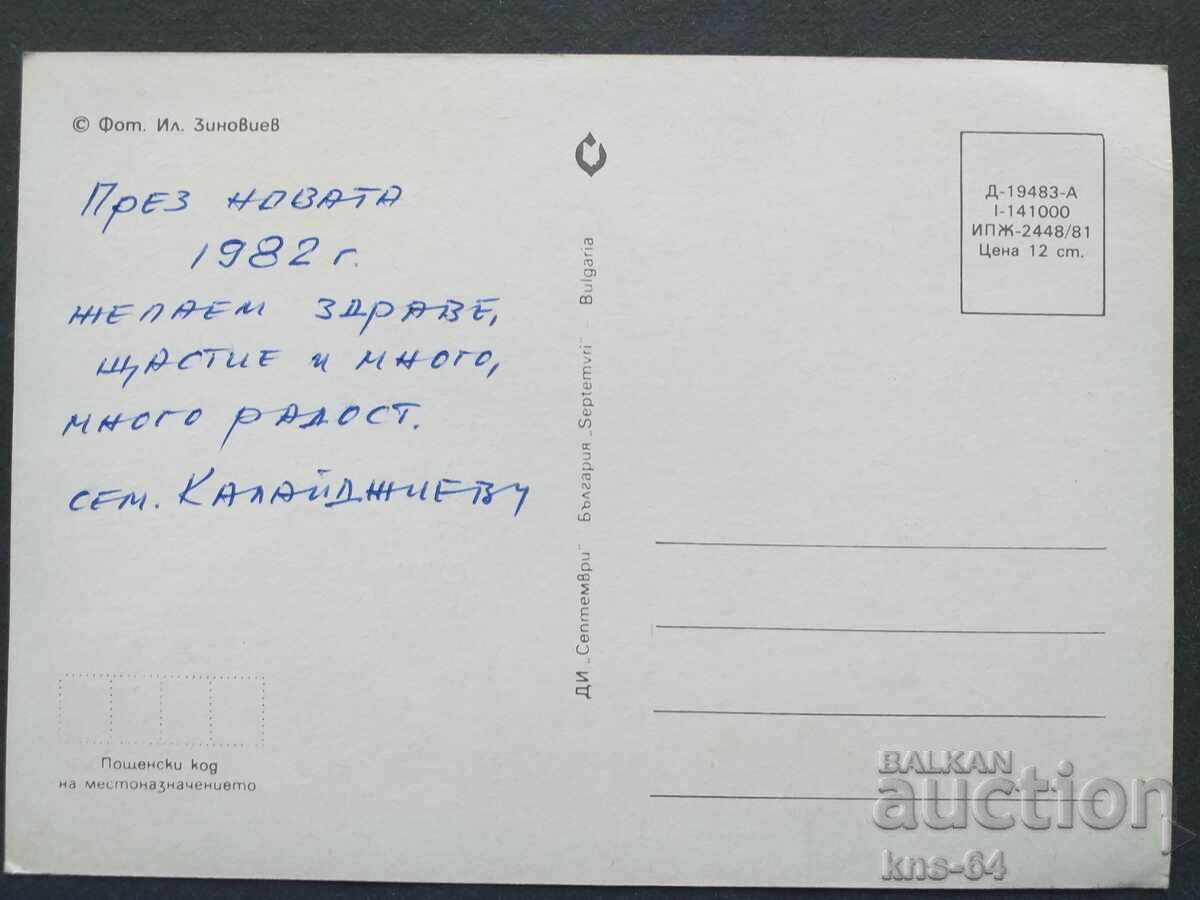 © Фот. Ил. Зиновиев
През новата
1982 г.
желаем здраве,
щастие и много,
много радост.
сем. Калайджиеви
Пощенски код
на местоназначението
ДИ „Септември” България „Septemvri” - Bulgaria
Д-19483-А
I-141000
ИПЖ-2448/81
Цена 12 ст.
BALKAN
auction
kns-64